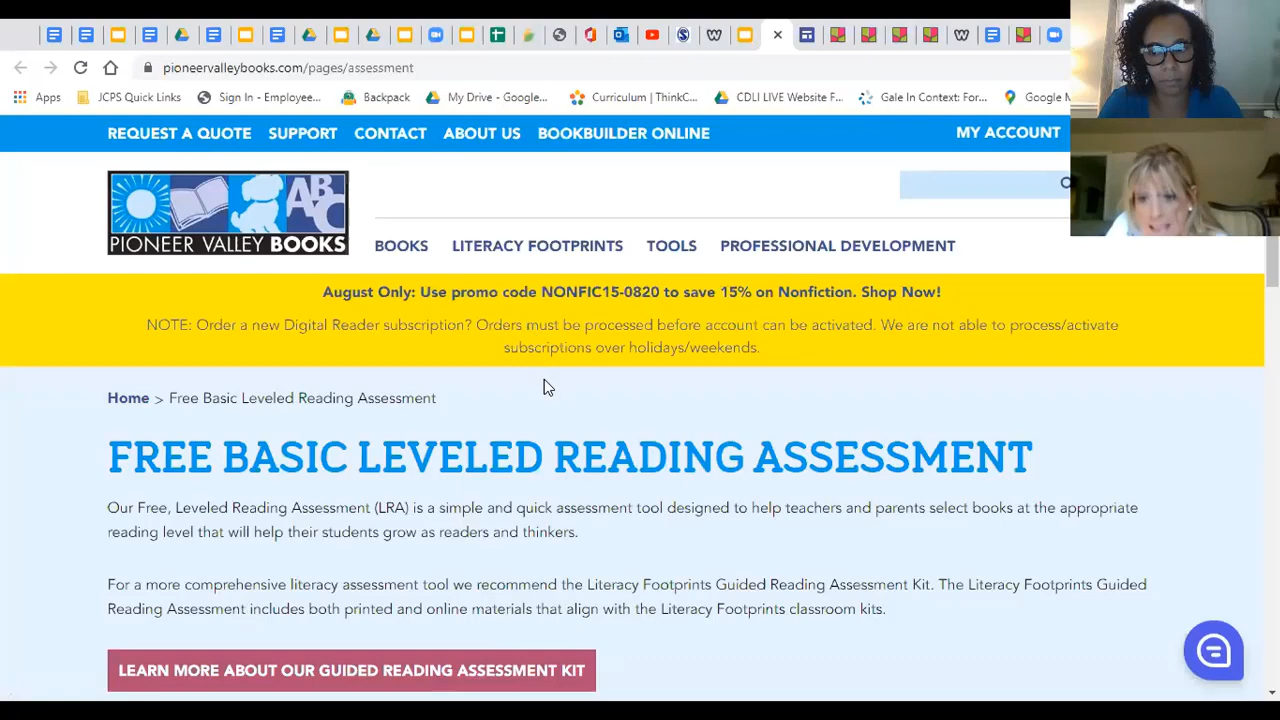 pioneervalleybooks.com/pages/assessment
Apps JCPS Quick Links Sign In - Employee... Backpack My Drive - Google... Curriculum | ThinkC... CDLI LIVE Website F... Gale In Context: For... Google M
REQUEST A QUOTE SUPPORT CONTACT ABOUT US BOOKBUILDER ONLINE MY ACCOUNT
ABC
PIONEER VALLEY BOOKS
BOOKS LITERACY FOOTPRINTS TOOLS PROFESSIONAL DEVELOPMENT
August Only: Use promo code NONFIC15-0820 to save 15% on Nonfiction. Shop Now!
NOTE: Order a new Digital Reader subscription? Orders must be processed before account can be activated. We are not able to process/activate
subscriptions over holidays/weekends.
Home > Free Basic Leveled Reading Assessment
FREE BASIC LEVELED READING ASSESSMENT
Our Free, Leveled Reading Assessment (LRA) is a simple and quick assessment tool designed to help teachers and parents select books at the appropriate
reading level that will help their students grow as readers and thinkers.
For a more comprehensive literacy assessment tool we recommend the Literacy Footprints Guided Reading Assessment Kit. The Literacy Footprints Guided
Reading Assessment includes both printed and online materials that align with the Literacy Footprints classroom kits.
LEARN MORE ABOUT OUR GUIDED READING ASSESSMENT KIT